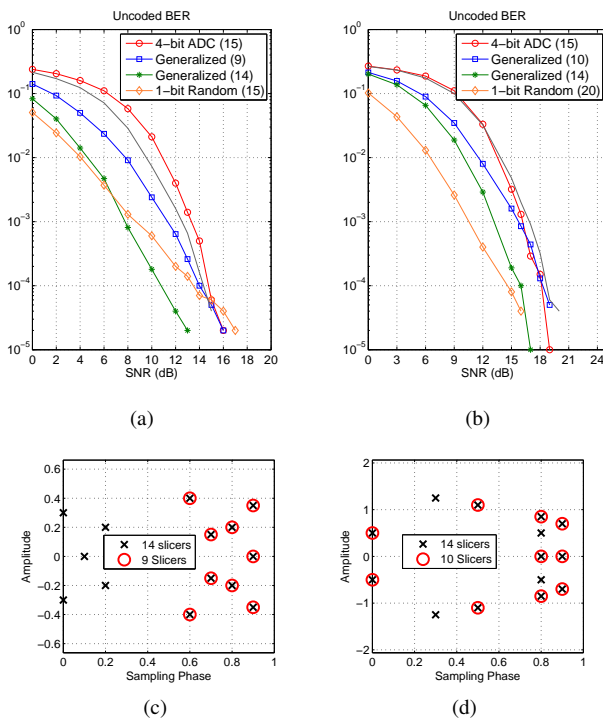 Uncoded BER
10^0
10^-1
10^-2
10^-3
10^-4
10^-5
4-bit ADC (15)
Generalized (9)
Generalized (14)
1-bit Random (15)
0 2 4 6 8 10 12 14 16 18 20
SNR (dB)
(a)
Uncoded BER
10^0
10^-1
10^-2
10^-3
10^-4
10^-5
4-bit ADC (15)
Generalized (10)
Generalized (14)
1-bit Random (20)
0 3 6 9 12 15 18 21 24
SNR (dB)
(b)
0.6
0.4
0.2
0
-0.2
-0.4
-0.6
Amplitude
14 slicers
9 Slicers
0 0.2 0.4 0.6 0.8 1
Sampling Phase
(c)
2
1
0
-1
-2
Amplitude
14 slicers
10 Slicers
0 0.2 0.4 0.6 0.8 1
Sampling Phase
(d)